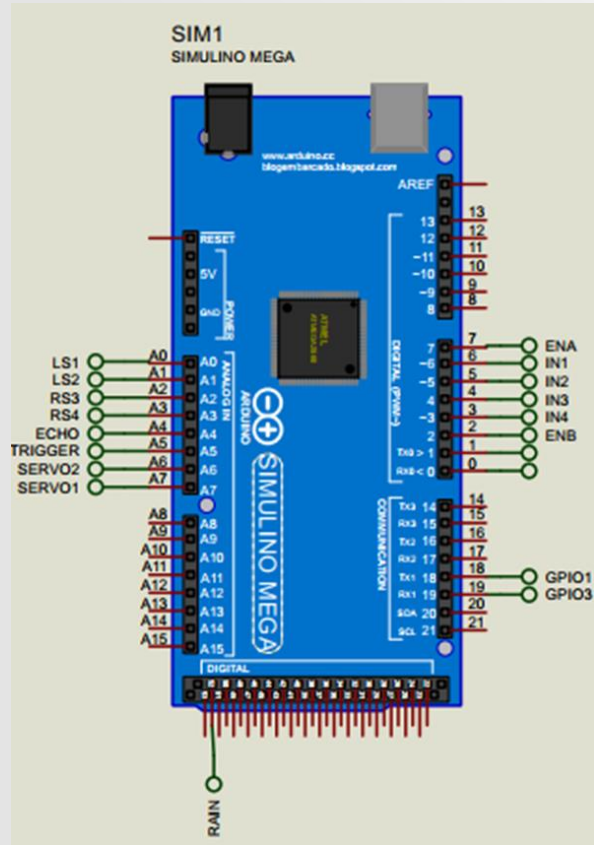 SIM1
SIMULINO MEGA
www.arduino.cc
blogembarcado.blogspot.com
AREF
13 13
12 12
~11 11
~10 10
~9 9
8 8
RESET
5V
GND
POWER
7 7 ENA
~6 6 IN1
~5 5 IN2
4 4 IN3
~3 3 IN4
2 2 ENB
TX0 > 1 1
RX0 < 0 0
DIGITAL (PWM~)
LS1 A0 A0
LS2 A1 A1
RS3 A2 A2
RS4 A3 A3
ECHO A4 A4
TRIGGER A5 A5
SERVO2 A6 A6
SERVO1 A7 A7
ANALOG IN
ATMEL
ARDUINO
SIMULINO MEGA
A8 A8
A9 A9
A10 A10
A11 A11
A12 A12
A13 A13
A14 A14
A15 A15
TX3 14 14
RX3 15 15
TX2 16 16
RX2 17 17
TX1 18 18 GPIO1
RX1 19 19 GPIO3
SDA 20 20
SCL 21 21
COMMUNICATION
DIGITAL
RAIN